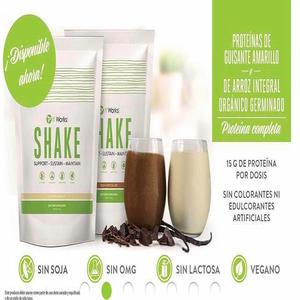 ¡Disponible
ahora!
It Works!
SHAKE
SUPPORT • SUSTAIN • MAINTAIN
SHAKE
SUPPORT • SUSTAIN • MAINTAIN
PROTEÍNAS DE
GUISANTE AMARILLO
y
DE ARROZ INTEGRAL
ORGÁNICO GERMINADO
Proteína completa
15 G DE PROTEÍNA
POR DOSIS
SIN COLORANTES NI
EDULCORANTES
ARTIFICIALES
SIN SOJA
SIN OMG
SIN LACTOSA
VEGANO